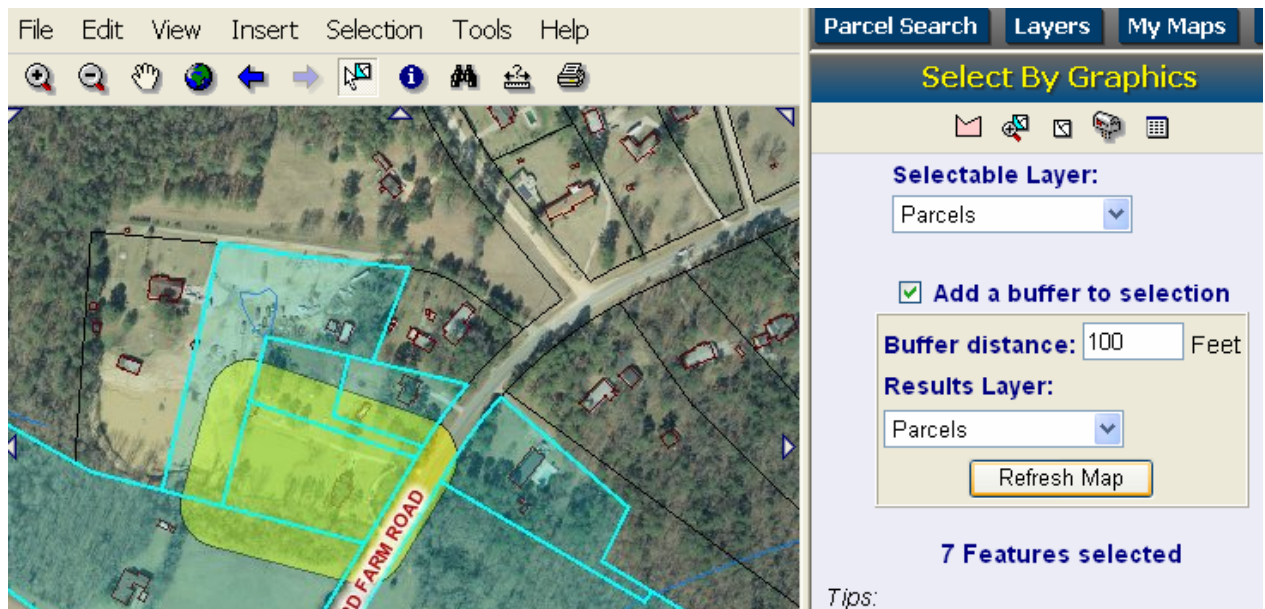 File Edit View Insert Selection Tools Help
Parcel Search Layers My Maps
Select By Graphics
Selectable Layer:
Parcels
Add a buffer to selection
Buffer distance: 100 Feet
Results Layer:
Parcels
Refresh Map
7 Features selected
Tips:
FARM ROAD